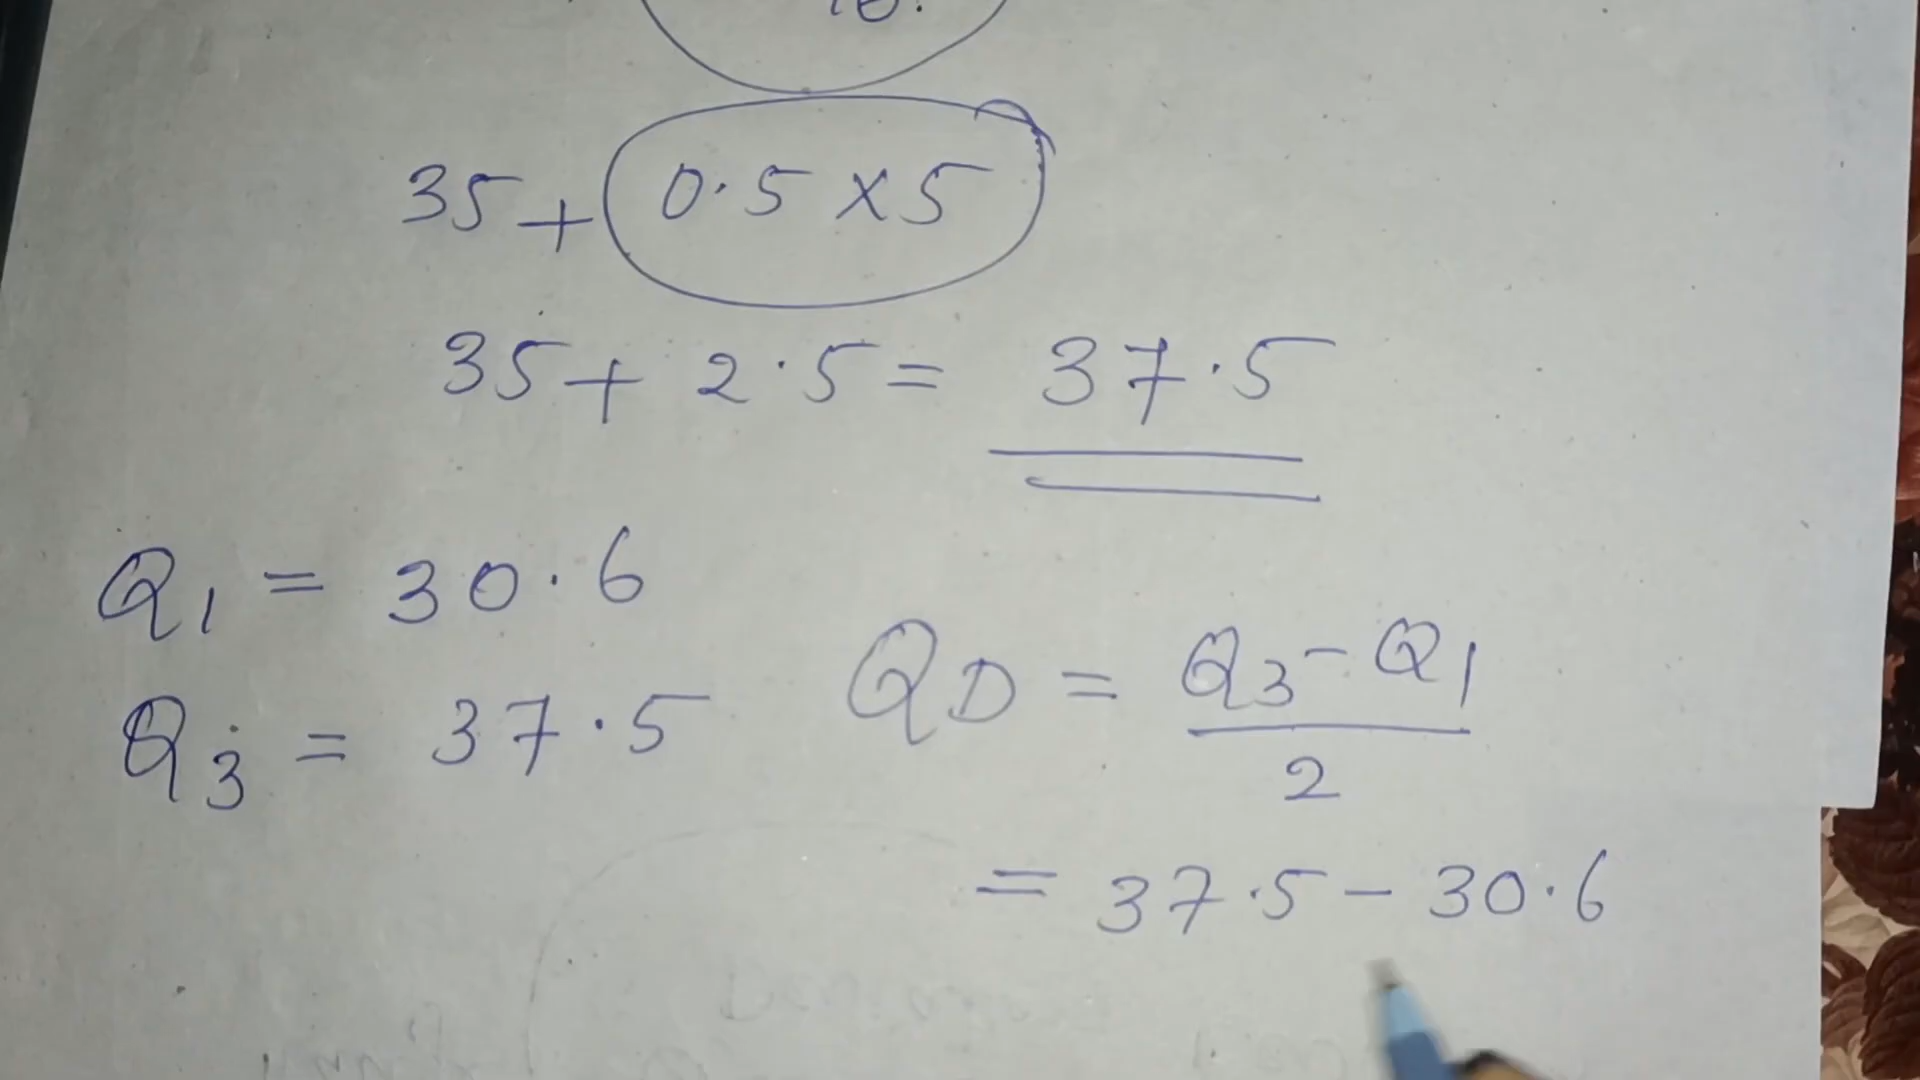 10.
35 + 0.5 × 5
35 + 2.5 = 37.5
Q1 = 30.6
Q3 = 37.5
QD = Q3 - Q1
2
= 37.5 - 30.6